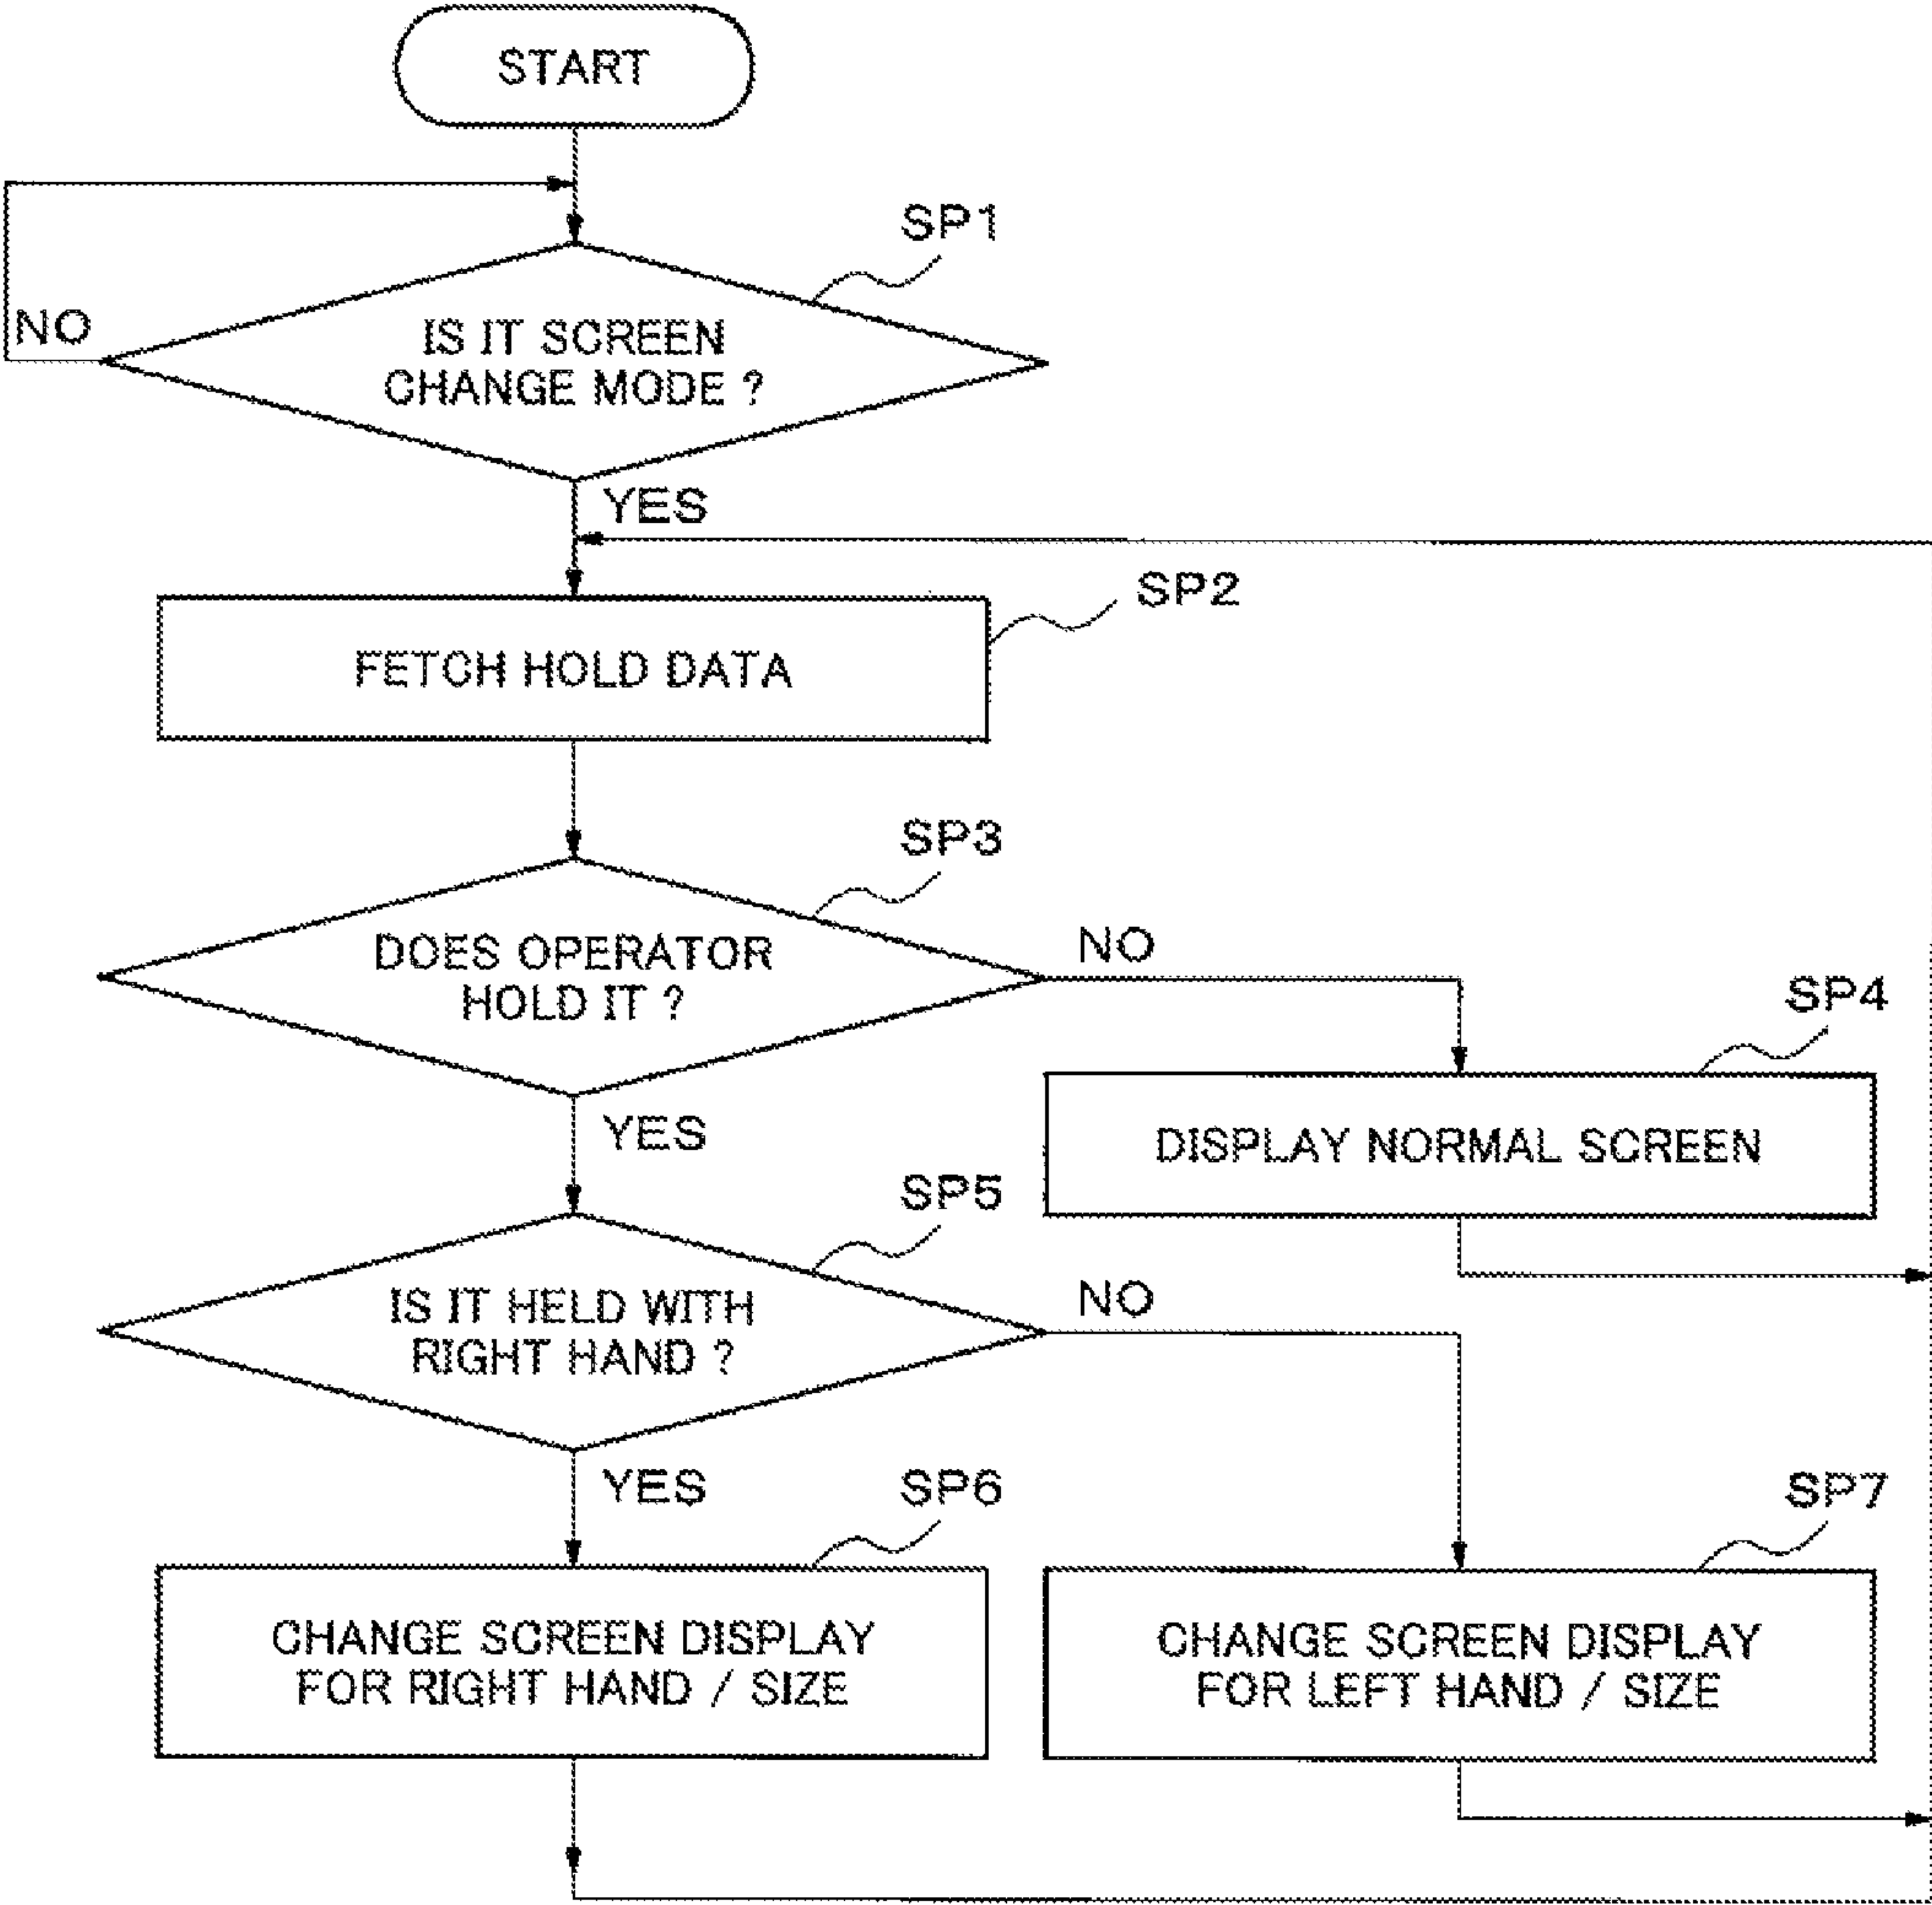 START
SP1
NO
IS IT SCREEN
CHANGE MODE ?
YES
SP2
FETCH HOLD DATA
SP3
DOES OPERATOR
HOLD IT ?
NO
SP4
YES
DISPLAY NORMAL SCREEN
SP5
IS IT HELD WITH
RIGHT HAND ?
NO
YES
SP6
SP7
CHANGE SCREEN DISPLAY
FOR RIGHT HAND / SIZE
CHANGE SCREEN DISPLAY
FOR LEFT HAND / SIZE